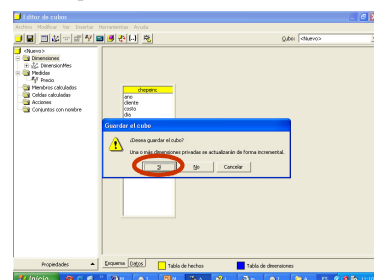 Editor de cubos
Archivo Modificar Ver Insertar Herramientas Ayuda
Cubo: <Nuevo>
<Nuevo>
Dimensiones
DimensionMes
Medidas
Precio
Miembros calculados
Celdas calculadas
Acciones
Conjuntos con nombre
chopeinc
ano
cliente
costo
dia
Guardar el cubo
¿Desea guardar el cubo?
Una o más dimensiones privadas se actualizarán de forma incremental.
Sí No Cancelar
Propiedades
Esquema Datos Tabla de hechos Tabla de dimensiones
Inicio